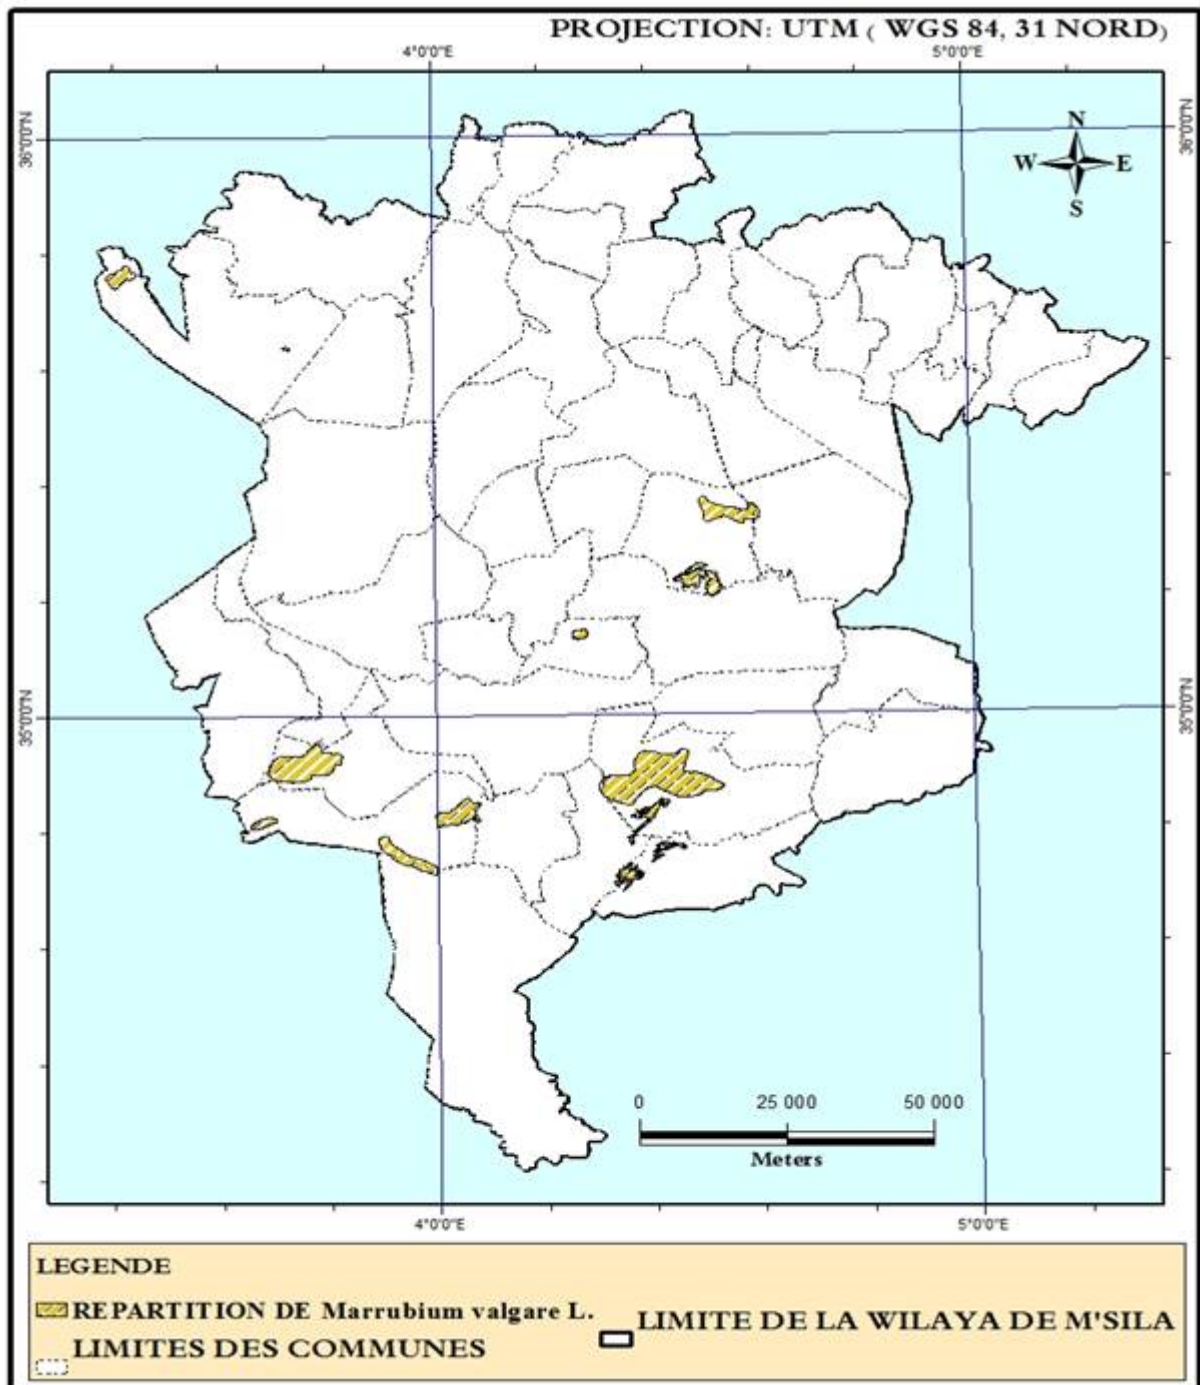 PROJECTION: UTM ( WGS 84, 31 NORD)
4°0'0"E 5°0'0"E
36°0'0"N 36°0'0"N
N
W E
S
35°0'0"N 35°0'0"N
0 25 000 50 000
Meters
4°0'0"E 5°0'0"E
LEGENDE
REPARTITION DE Marrubium valgare L.
LIMITE DE LA WILAYA DE M'SILA
LIMITES DES COMMUNES